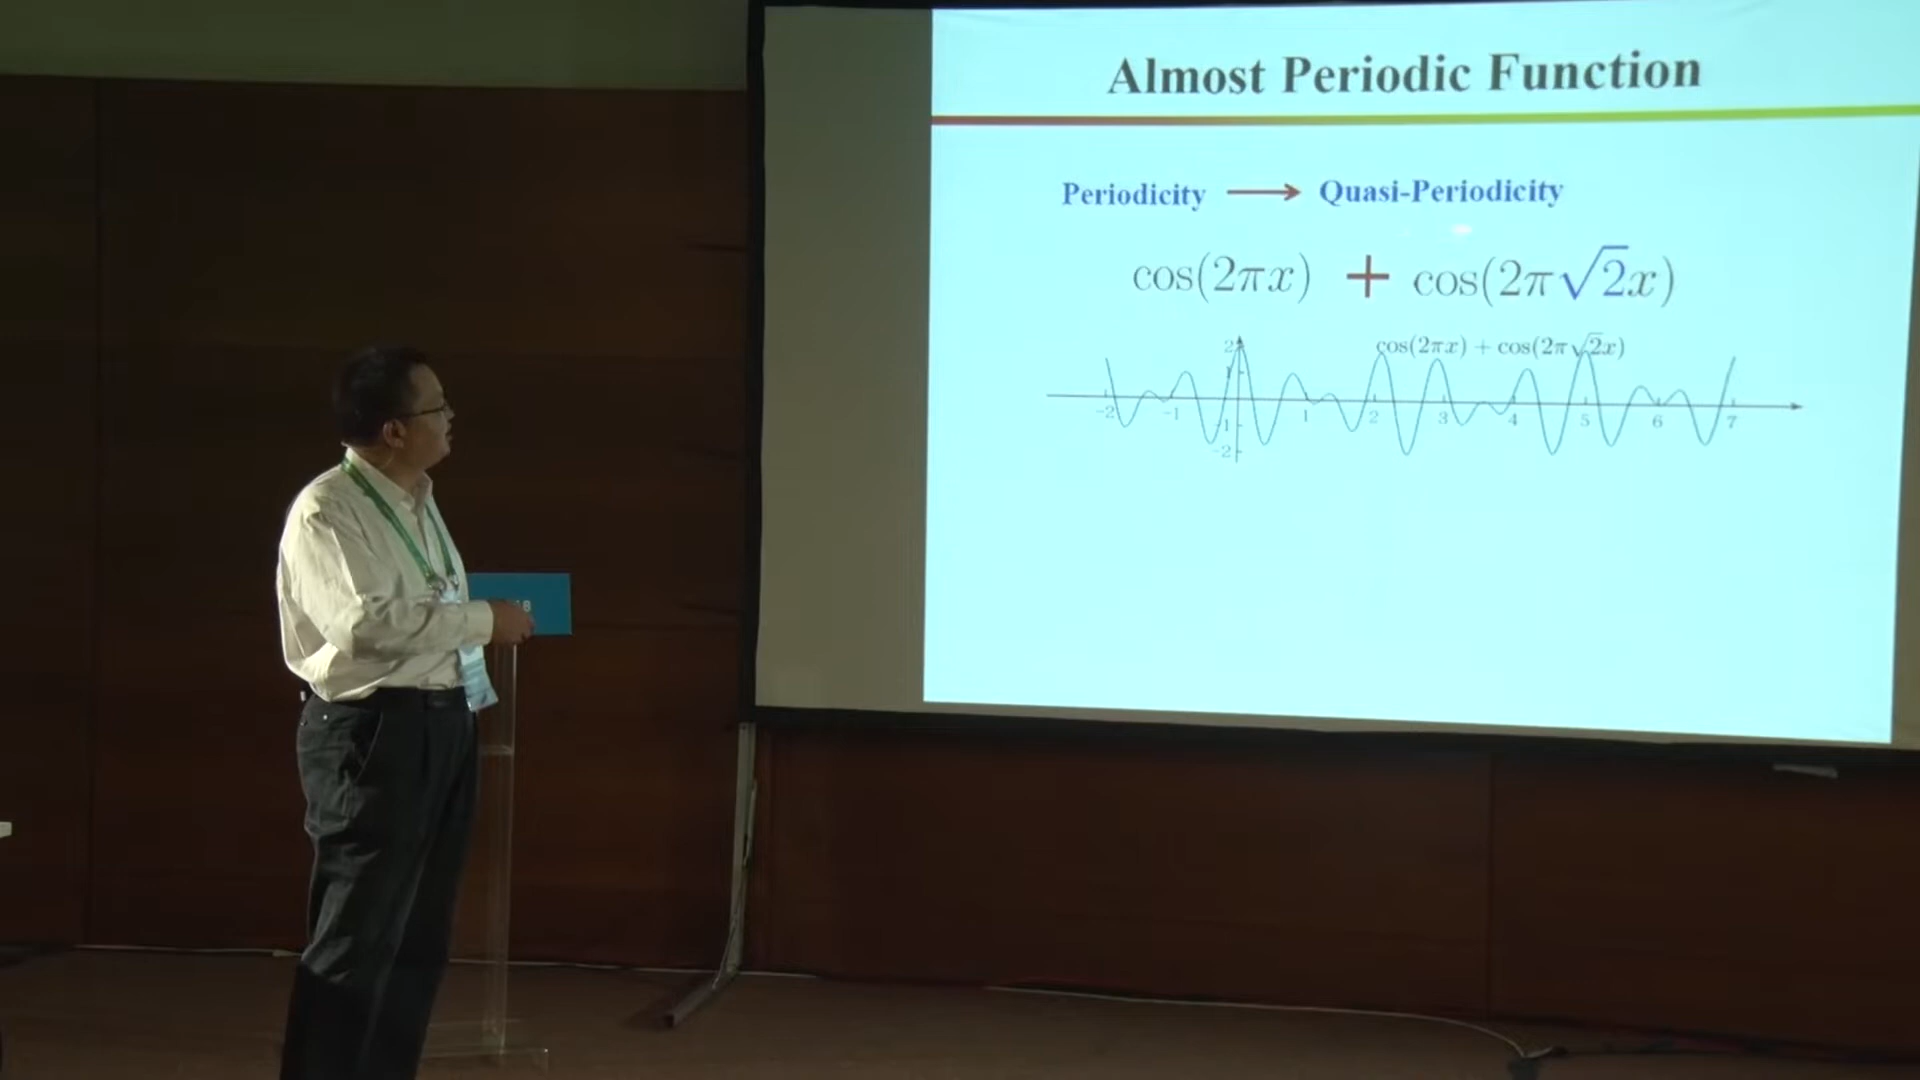 Almost Periodic Function
Periodicity → Quasi-Periodicity
cos(2πx) + cos(2π√2x)
cos(2πx) + cos(2π√2x)
2
1
-2 -1 1 2 3 4 5 6 7
-1
-2
18